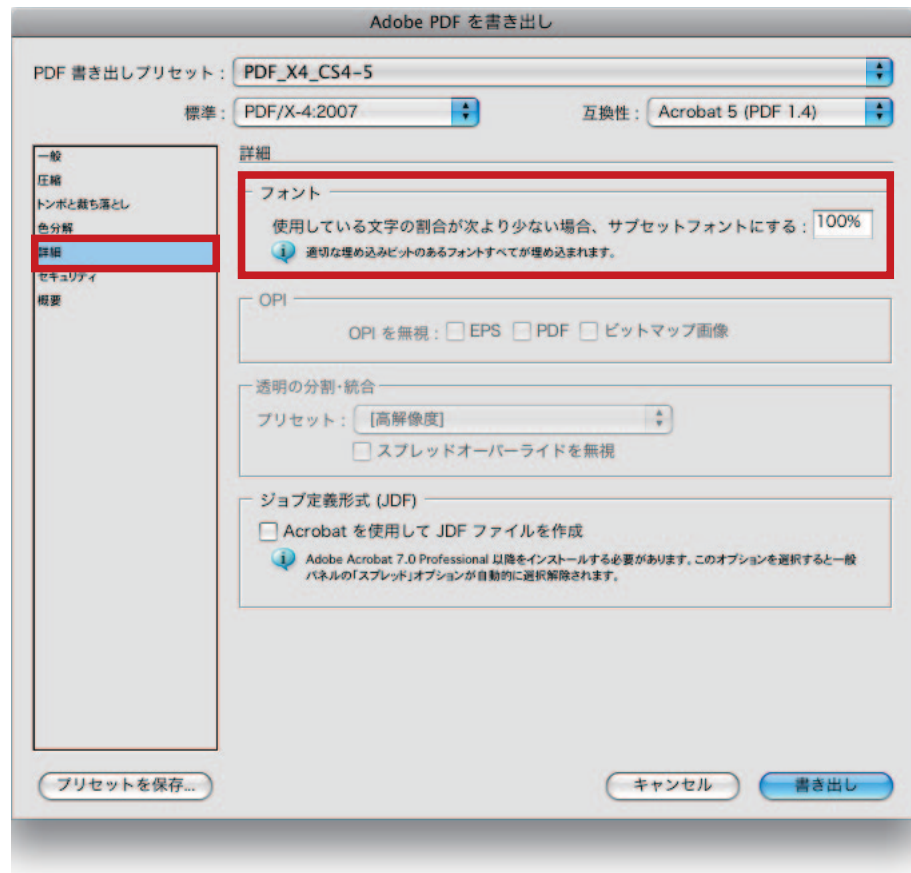 Adobe PDF を書き出し
PDF 書き出しプリセット : PDF_X4_CS4-5
標準 : PDF/X-4:2007 互換性 : Acrobat 5 (PDF 1.4)
一般
圧縮
トンボと裁ち落とし
色分解
詳細
セキュリティ
概要
詳細
フォント
使用している文字の割合が次より少ない場合、サブセットフォントにする : 100%
適切な埋め込みビットのあるフォントすべてが埋め込まれます。
OPI
OPI を無視 : EPS PDF ビットマップ画像
透明の分割・統合
プリセット : [高解像度]
スプレッドオーバーライドを無視
ジョブ定義形式 (JDF)
Acrobat を使用して JDF ファイルを作成
Adobe Acrobat 7.0 Professional 以降をインストールする必要があります。このオプションを選択すると一般
パネルの「スプレッド」オプションが自動的に選択解除されます。
プリセットを保存... キャンセル 書き出し